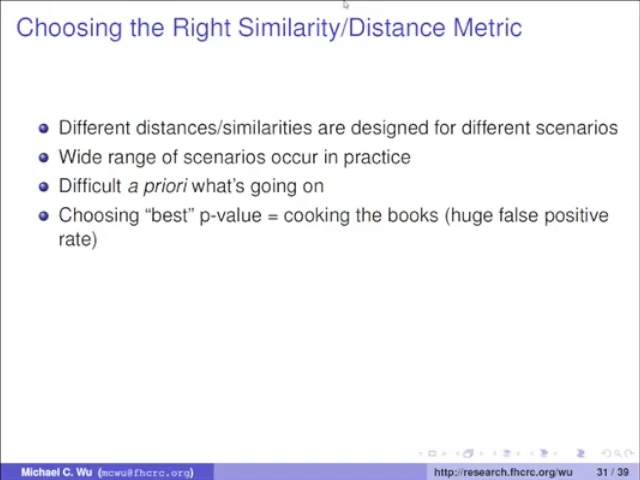 Choosing the Right Similarity/Distance Metric
Different distances/similarities are designed for different scenarios
Wide range of scenarios occur in practice
Difficult a priori what's going on
Choosing “best” p-value = cooking the books (huge false positive
rate)
Michael C. Wu (mcwu@fhcrc.org) http://research.fhcrc.org/wu 31 / 39